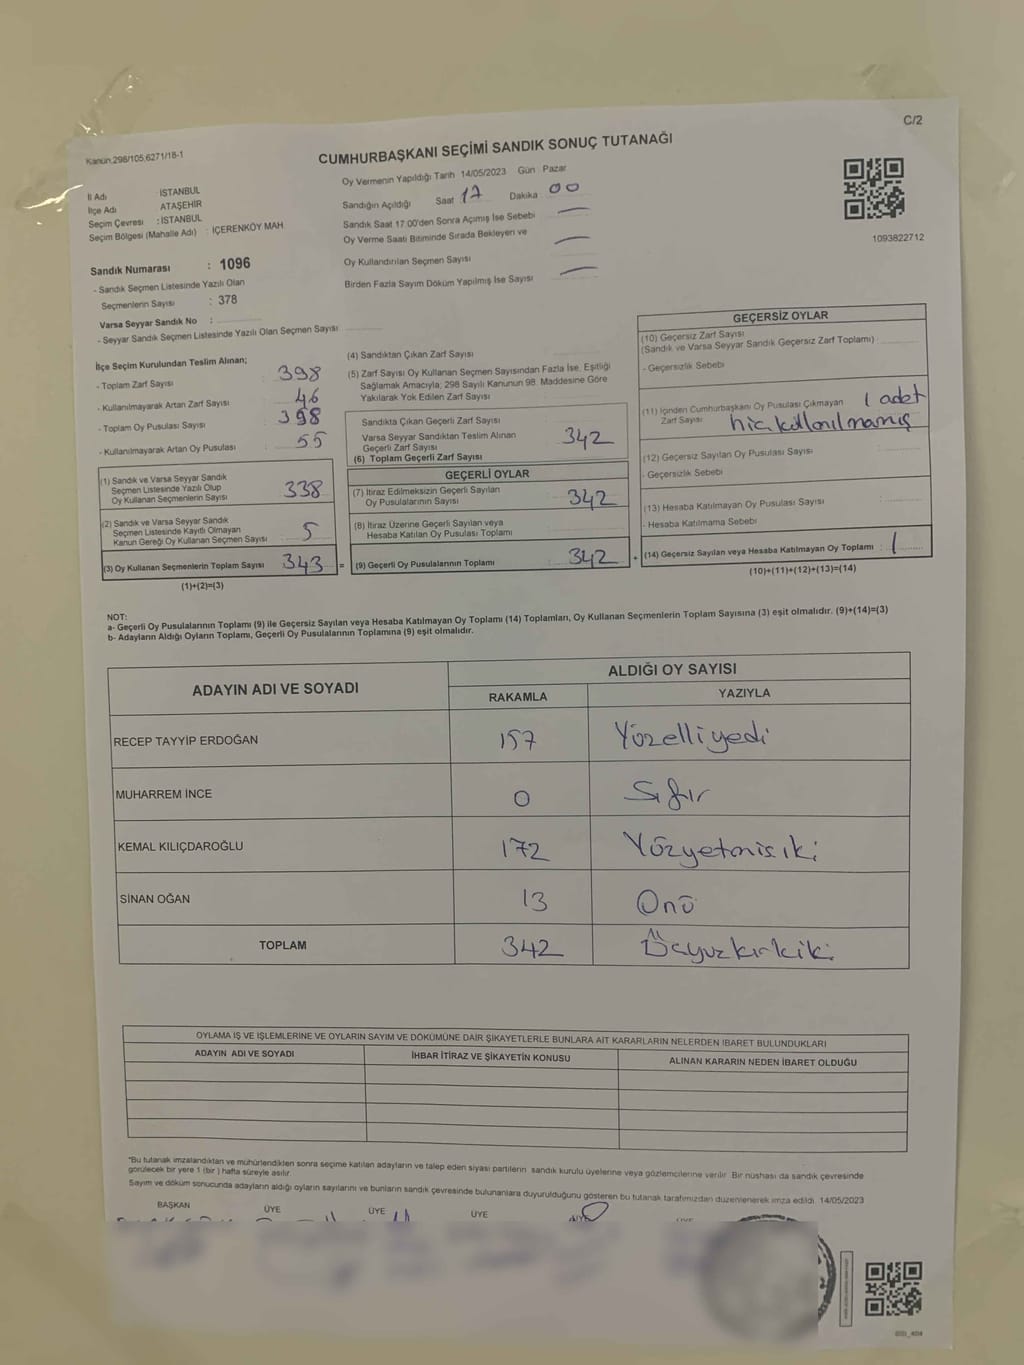 C/2
Kanun,298/105,6271/18-1
CUMHURBAŞKANI SEÇİMİ SANDIK SONUÇ TUTANAĞI
İl Adı İSTANBUL
İlçe Adı ATAŞEHİR
Seçim Çevresi : İSTANBUL
Seçim Bölgesi (Mahalle Adı) : İÇERENKÖY MAH.
Sandık Numarası : 1096
- Sandık Seçmen Listesinde Yazılı Olan
Seçmenlerin Sayısı : 378
Varsa Seyyar Sandık No :
- Seyyar Sandık Seçmen Listesinde Yazılı Olan Seçmen Sayısı
Oy Vermenin Yapıldığı Tarih 14/05/2023 Gün Pazar
Sandığın Açıldığı Saat 17 Dakika 00
Sandık Saat 17.00'den Sonra Açımış İse Sebebi —
Oy Verme Saati Bitiminde Sırada Bekleyen ve —
Oy Kullandırılan Seçmen Sayısı
Birden Fazla Sayım Döküm Yapılmış İse Sayısı —
1093822712
İlçe Seçim Kurulundan Teslim Alınan;
- Toplam Zarf Sayısı 398
- Kullanılmayarak Artan Zarf Sayısı 46
- Toplam Oy Pusulası Sayısı 398
- Kullanılmayarak Artan Oy Pusulası 55
(1) Sandık ve Varsa Seyyar Sandık
Seçmen Listesinde Yazılı Olup
Oy Kullanan Seçmenlerin Sayısı 338
(2) Sandık ve Varsa Seyyar Sandık
Seçmen Listesinde Kayıtlı Olmayan
Kanun Gereği Oy Kullanan Seçmen Sayısı 5
(3) Oy Kullanan Seçmenlerin Toplam Sayısı 343 =
(1)+(2)=(3)
(4) Sandıktan Çıkan Zarf Sayısı
(5) Zarf Sayısı Oy Kullanan Seçmen Sayısından Fazla İse, Eşitliği
Sağlamak Amacıyla; 298 Sayılı Kanunun 98. Maddesine Göre
Yakılarak Yok Edilen Zarf Sayısı
Sandıkta Çıkan Geçerli Zarf Sayısı
Varsa Seyyar Sandıktan Teslim Alınan
Geçerli Zarf Sayısı
(6) Toplam Geçerli Zarf Sayısı 342
GEÇERLİ OYLAR
(7) İtiraz Edilmeksizin Geçerli Sayılan
Oy Pusulalarının Sayısı 342
(8) İtiraz Üzerine Geçerli Sayılan veya
Hesaba Katılan Oy Pusulası Toplamı
(9) Geçerli Oy Pusulalarının Toplamı 342 +
GEÇERSİZ OYLAR
(10) Geçersiz Zarf Sayısı
(Sandık ve Varsa Seyyar Sandık Geçersiz Zarf Toplamı)
- Geçersizlik Sebebi
(11) İçinden Cumhurbaşkanı Oy Pusulası Çıkmayan 1 adet
Zarf Sayısı hiç kullanılmamış
(12) Geçersiz Sayılan Oy Pusulası Sayısı
- Geçersizlik Sebebi
(13) Hesaba Katılmayan Oy Pusulası Sayısı
- Hesaba Katılmama Sebebi
(14) Geçersiz Sayılan veya Hesaba Katılmayan Oy Toplamı : 1
(10)+(11)+(12)+(13)=(14)
NOT:
a- Geçerli Oy Pusulalarının Toplamı (9) ile Geçersiz Sayılan veya Hesaba Katılmayan Oy Toplamı (14) Toplamları, Oy Kullanan Seçmenlerin Toplam Sayısına (3) eşit olmalıdır. (9)+(14)=(3)
b- Adayların Aldığı Oyların Toplamı, Geçerli Oy Pusulalarının Toplamına (9) eşit olmalıdır.
ADAYIN ADI VE SOYADI
ALDIĞI OY SAYISI
RAKAMLA YAZIYLA
RECEP TAYYİP ERDOĞAN 157 Yüzelliyedi
MUHARREM İNCE 0 Sıfır
KEMAL KILIÇDAROĞLU 172 Yüzyetmisiki
SİNAN OĞAN 13 Onü
TOPLAM 342 Üçyuzkırkiki
OYLAMA İŞ VE İŞLEMLERİNE VE OYLARIN SAYIM VE DÖKÜMÜNE DAİR ŞİKAYETLERLE BUNLARA AİT KARARLARIN NELERDEN İBARET BULUNDUKLARI
ADAYIN ADI VE SOYADI İHBAR İTİRAZ VE ŞİKAYETİN KONUSU ALINAN KARARIN NEDEN İBARET OLDUĞU
*Bu tutanak imzalandıktan ve mühürlendikten sonra seçime katılan adayların ve talep eden siyasi partilerin sandık kurulu üyelerine veya gözlemcilerine verilir. Bir nüshası da sandık çevresinde
görülecek bir yere 1 (bir ) hafta süreyle asılır.
Sayım ve döküm sonucunda adayların aldığı oyların sayılarını ve bunların sandık çevresinde bulunanlara duyurulduğunu gösteren bu tutanak tarafımızdan düzenlenerek imza edildi. 14/05/2023
BAŞKAN ÜYE ÜYE ÜYE ÜYE ÜYE